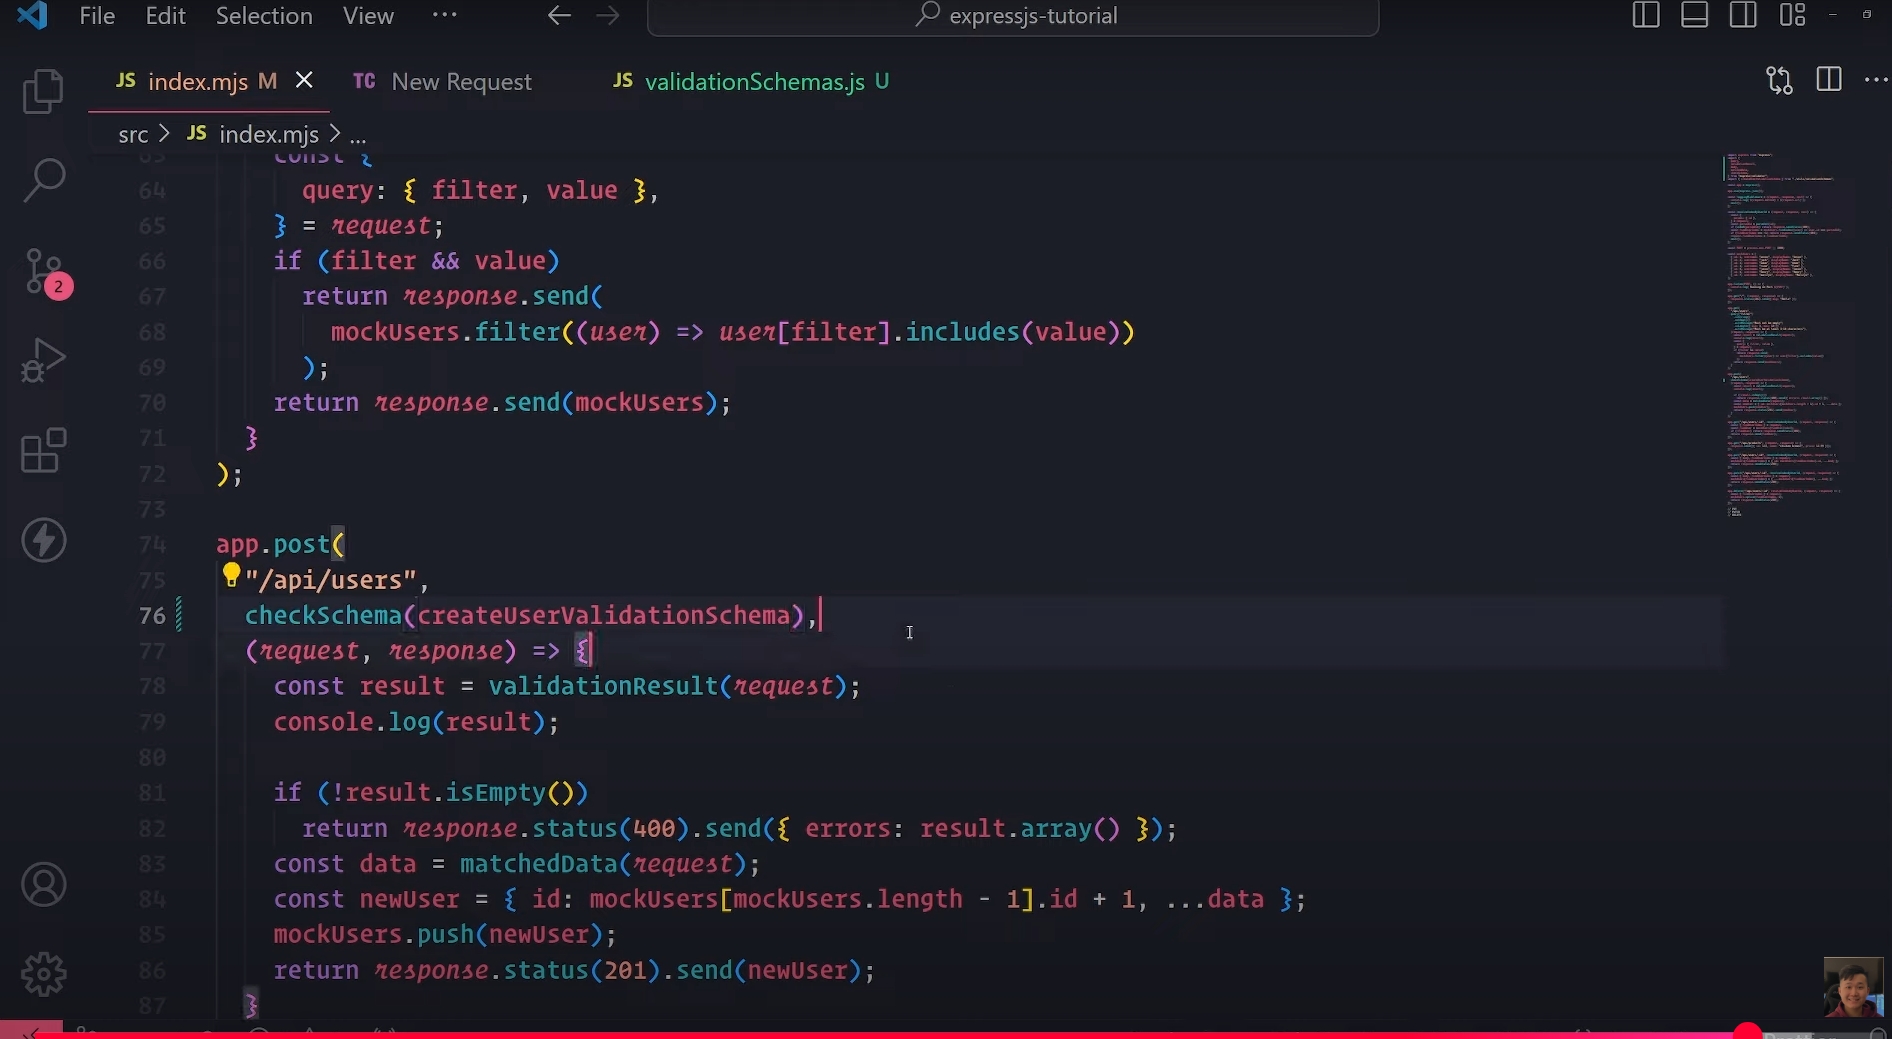 File Edit Selection View ... expressjs-tutorial
JS index.mjs M TC New Request JS validationSchemas.js U
src > JS index.mjs > ...
63 const {
64 query: { filter, value },
65 } = request;
66 if (filter && value)
67 return response.send(
68 mockUsers.filter((user) => user[filter].includes(value))
69 );
70 return response.send(mockUsers);
71 }
72 );
73
74 app.post(
75 "/api/users",
76 checkSchema(createUserValidationSchema),
77 (request, response) => {
78 const result = validationResult(request);
79 console.log(result);
80
81 if (!result.isEmpty())
82 return response.status(400).send({ errors: result.array() });
83 const data = matchedData(request);
84 const newUser = { id: mockUsers[mockUsers.length - 1].id + 1, ...data };
85 mockUsers.push(newUser);
86 return response.status(201).send(newUser);
87 }
2